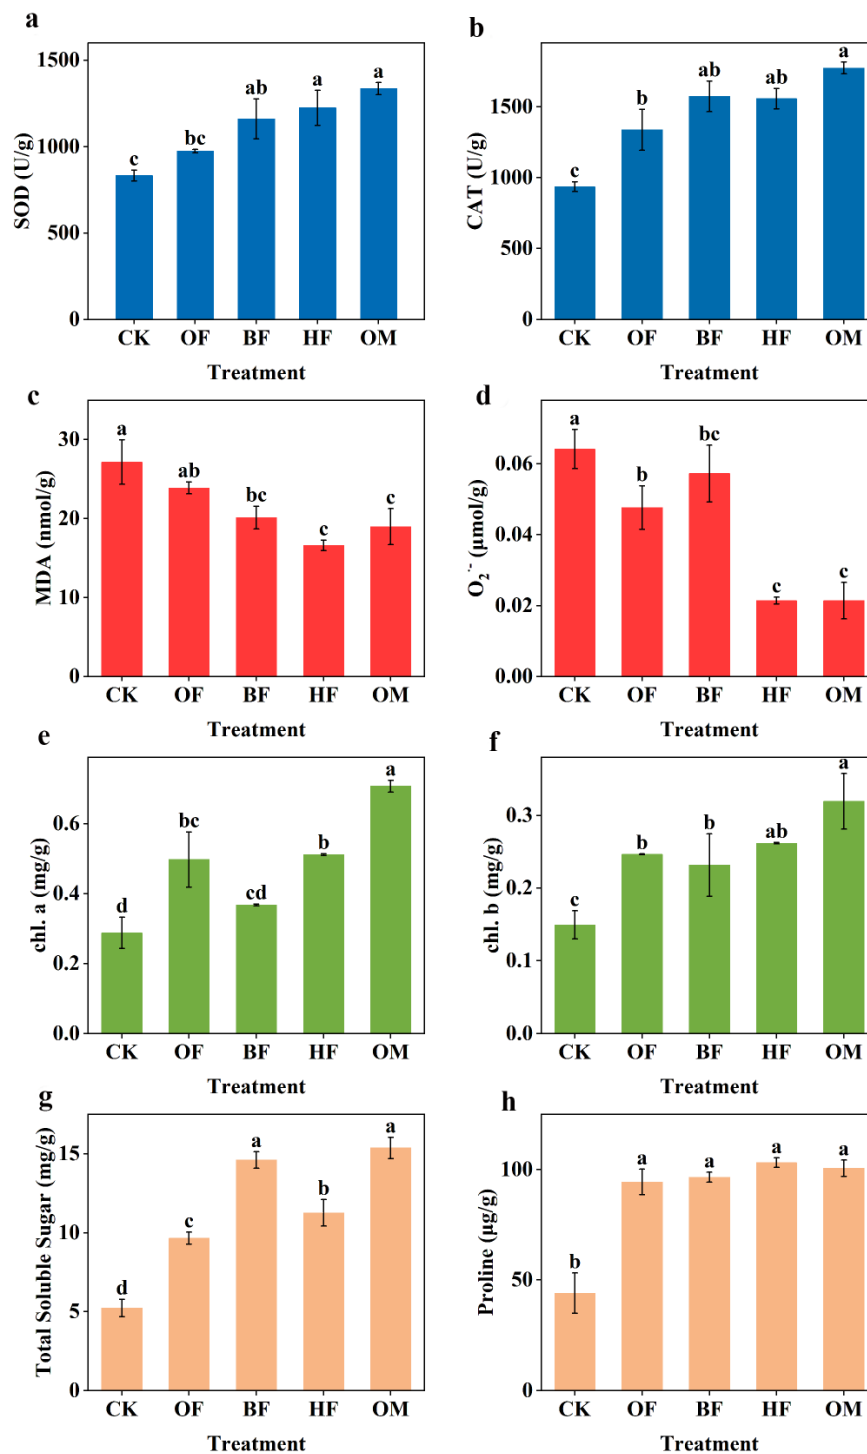 a
SOD (U/g)
1500
1000
500
0
c
bc
ab
a
a
CK OF BF HF OM
Treatment
b
CAT (U/g)
1500
1000
500
0
c
b
ab
ab
a
CK OF BF HF OM
Treatment
c
MDA (nmol/g)
30
20
10
0
a
ab
bc
c
c
CK OF BF HF OM
Treatment
d
O₂·⁻ (μmol/g)
0.06
0.04
0.02
0.00
a
b
bc
c
c
CK OF BF HF OM
Treatment
e
chl. a (mg/g)
0.6
0.4
0.2
0.0
d
bc
cd
b
a
CK OF BF HF OM
Treatment
f
chl. b (mg/g)
0.3
0.2
0.1
0.0
c
b
b
ab
a
CK OF BF HF OM
Treatment
g
Total Soluble Sugar (mg/g)
15
10
5
0
d
c
a
b
a
CK OF BF HF OM
Treatment
h
Proline (μg/g)
100
50
0
b
a
a
a
a
CK OF BF HF OM
Treatment